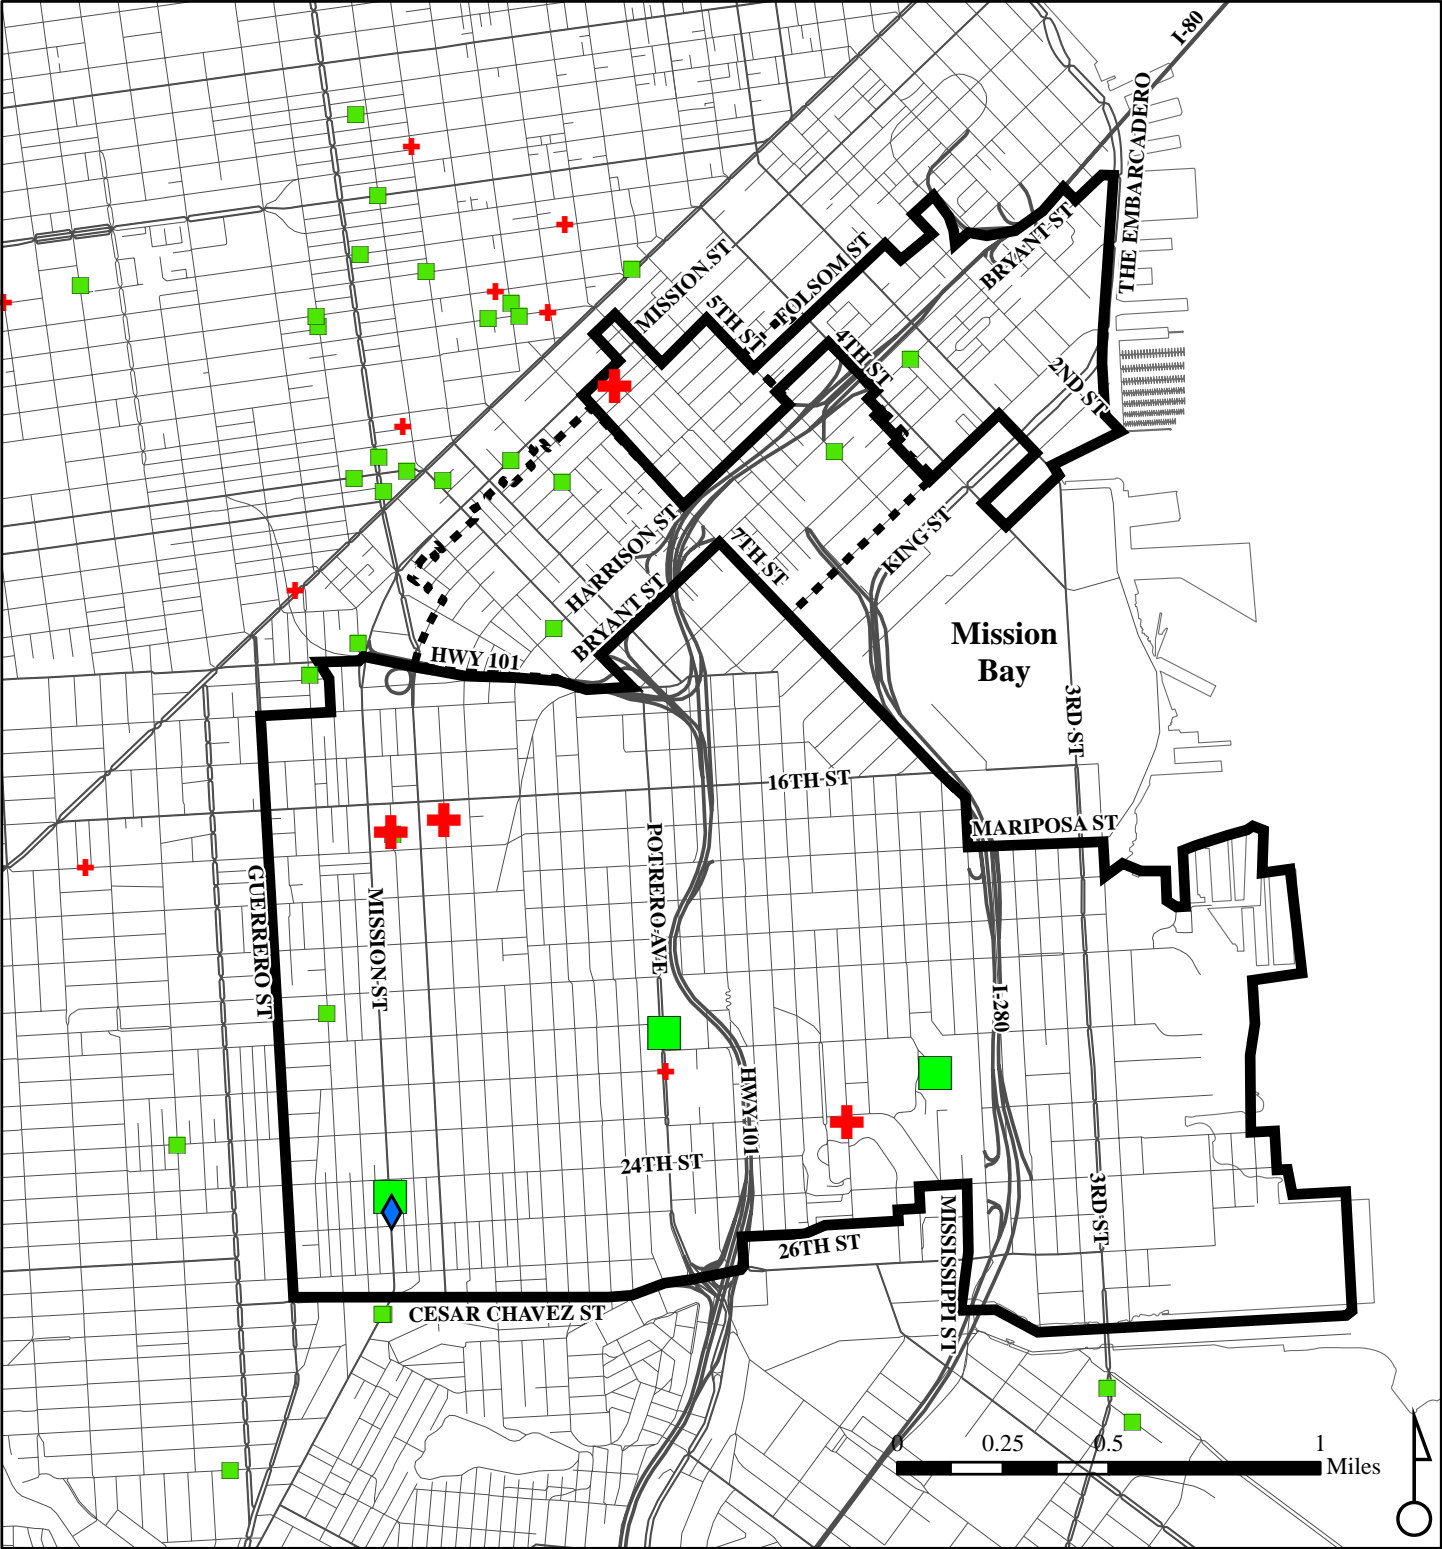 I-80
THE EMBARCADERO
MISSION ST
5TH ST
FOLSOM ST
BRYANT ST
4TH ST
2ND ST
HARRISON ST
BRYANT ST
7TH ST
KING ST
HWY 101
Mission
Bay
3RD ST
16TH ST
MARIPOSA ST
POTRERO AVE
GUERRERO ST
MISSION ST
I-280
HWY 101
24TH ST
3RD ST
26TH ST
MISSISSIPPI ST
CESAR CHAVEZ ST
0 0.25 0.5 1
Miles